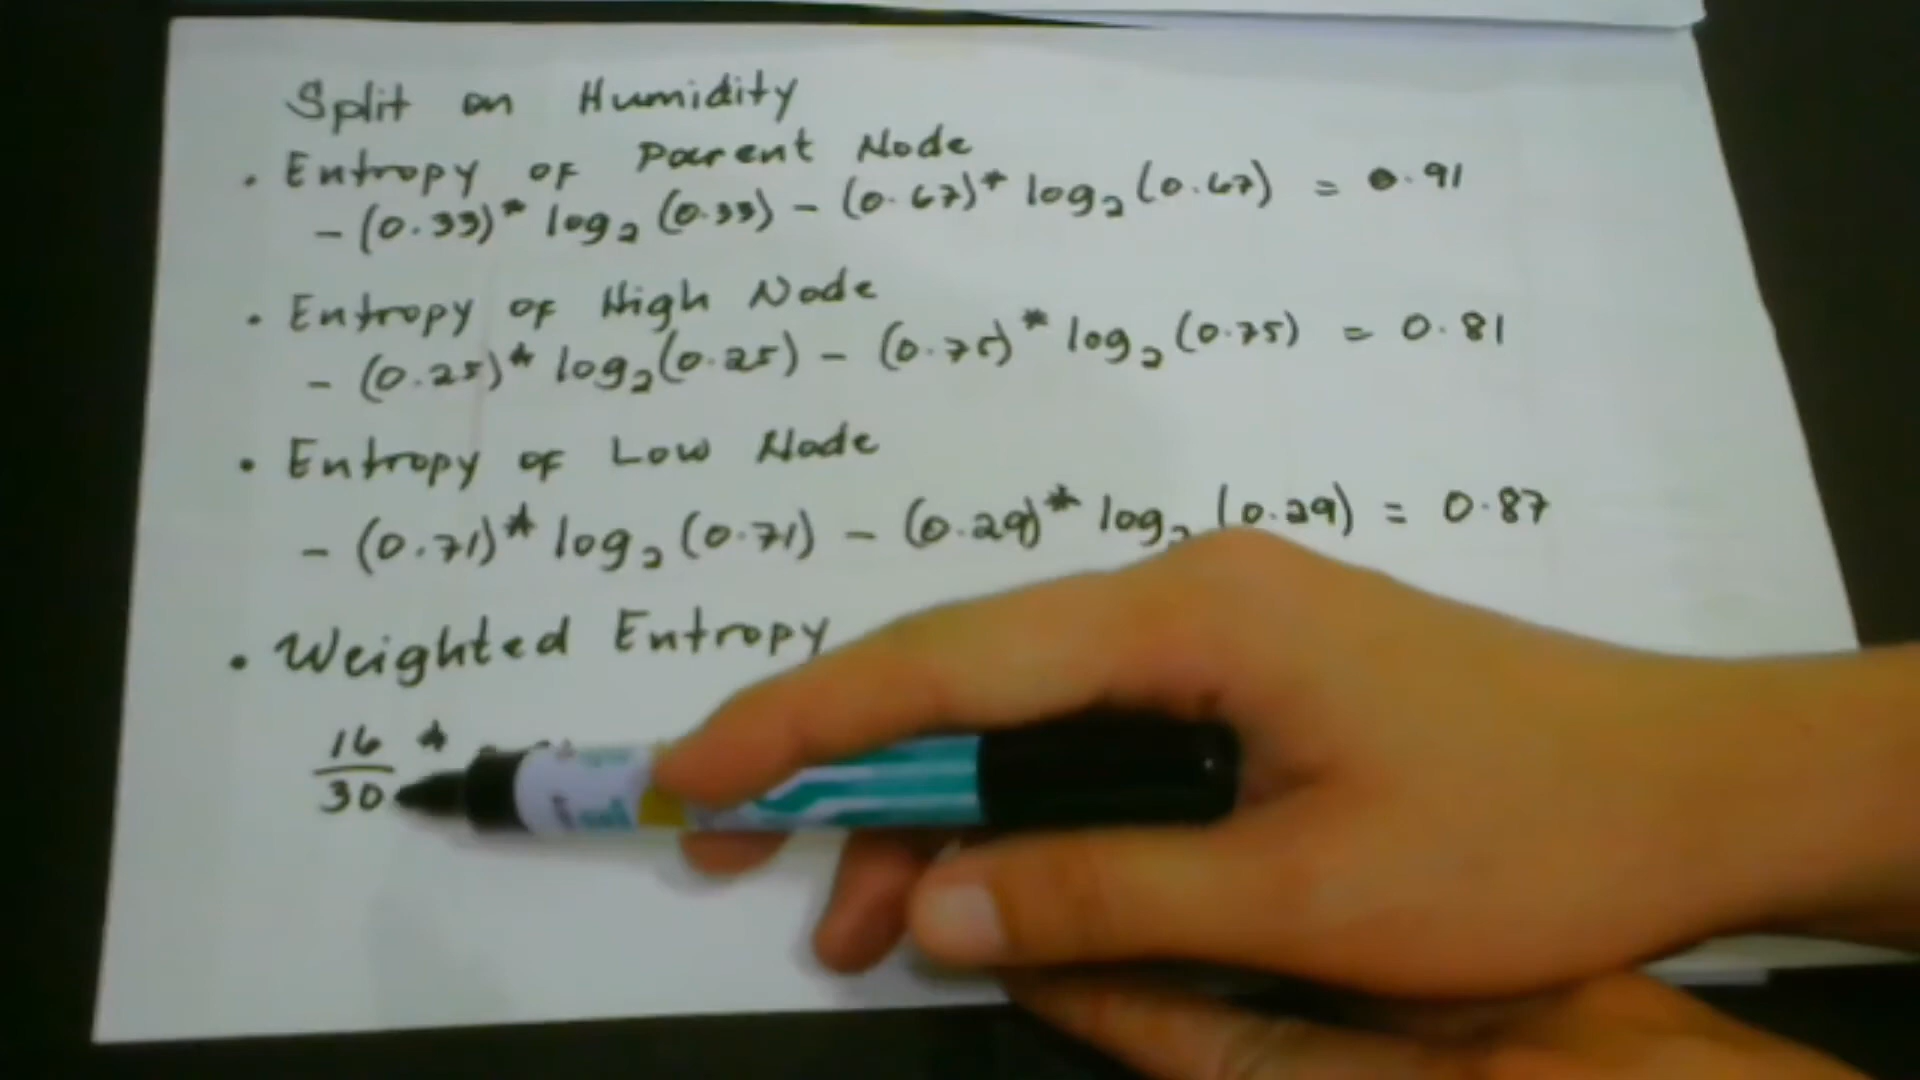 Split on Humidity
• Entropy of Parent Node
- (0.33)* log₂ (0.33) - (0.67)* log₂ (0.67) = 0.91
• Entropy of High Node
- (0.25)* log₂(0.25) - (0.75)* log₂ (0.75) = 0.81
• Entropy of Low Node
- (0.71)* log₂ (0.71) - (0.29)* log₂ (0.29) = 0.87
• Weighted Entropy
16/30 *